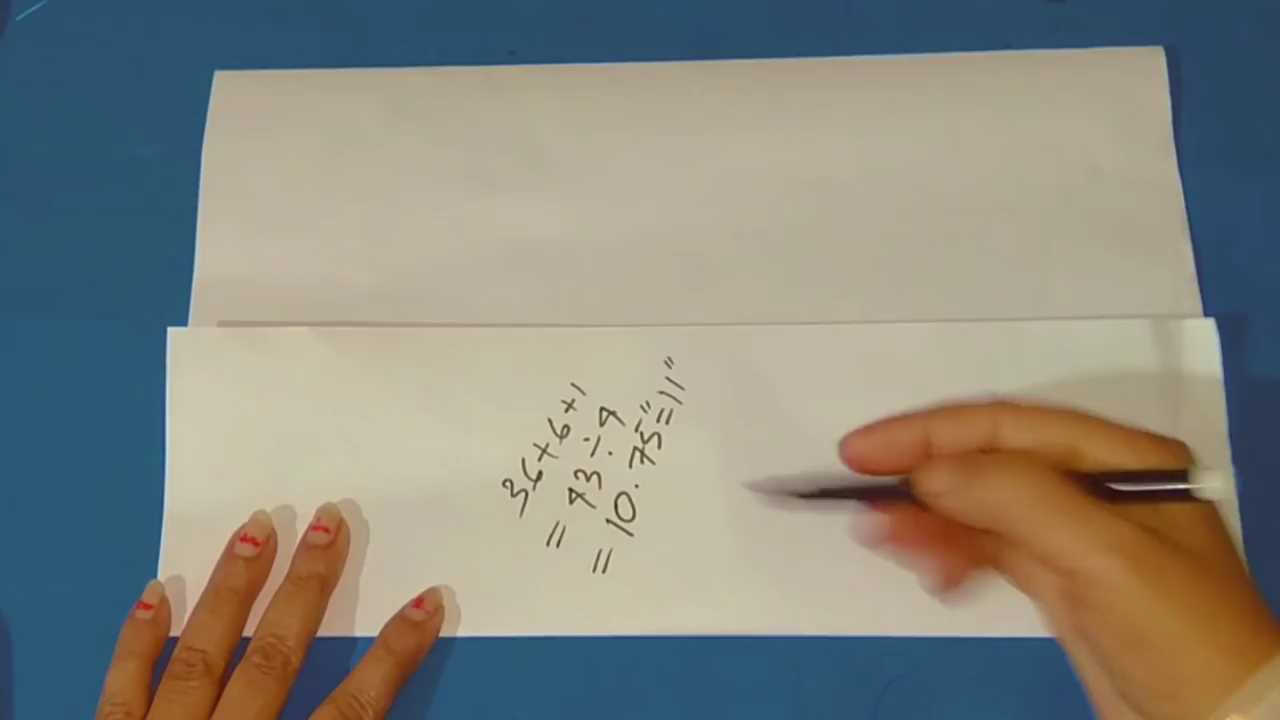 36+6+1
= 43÷4
= 10.75"=11"